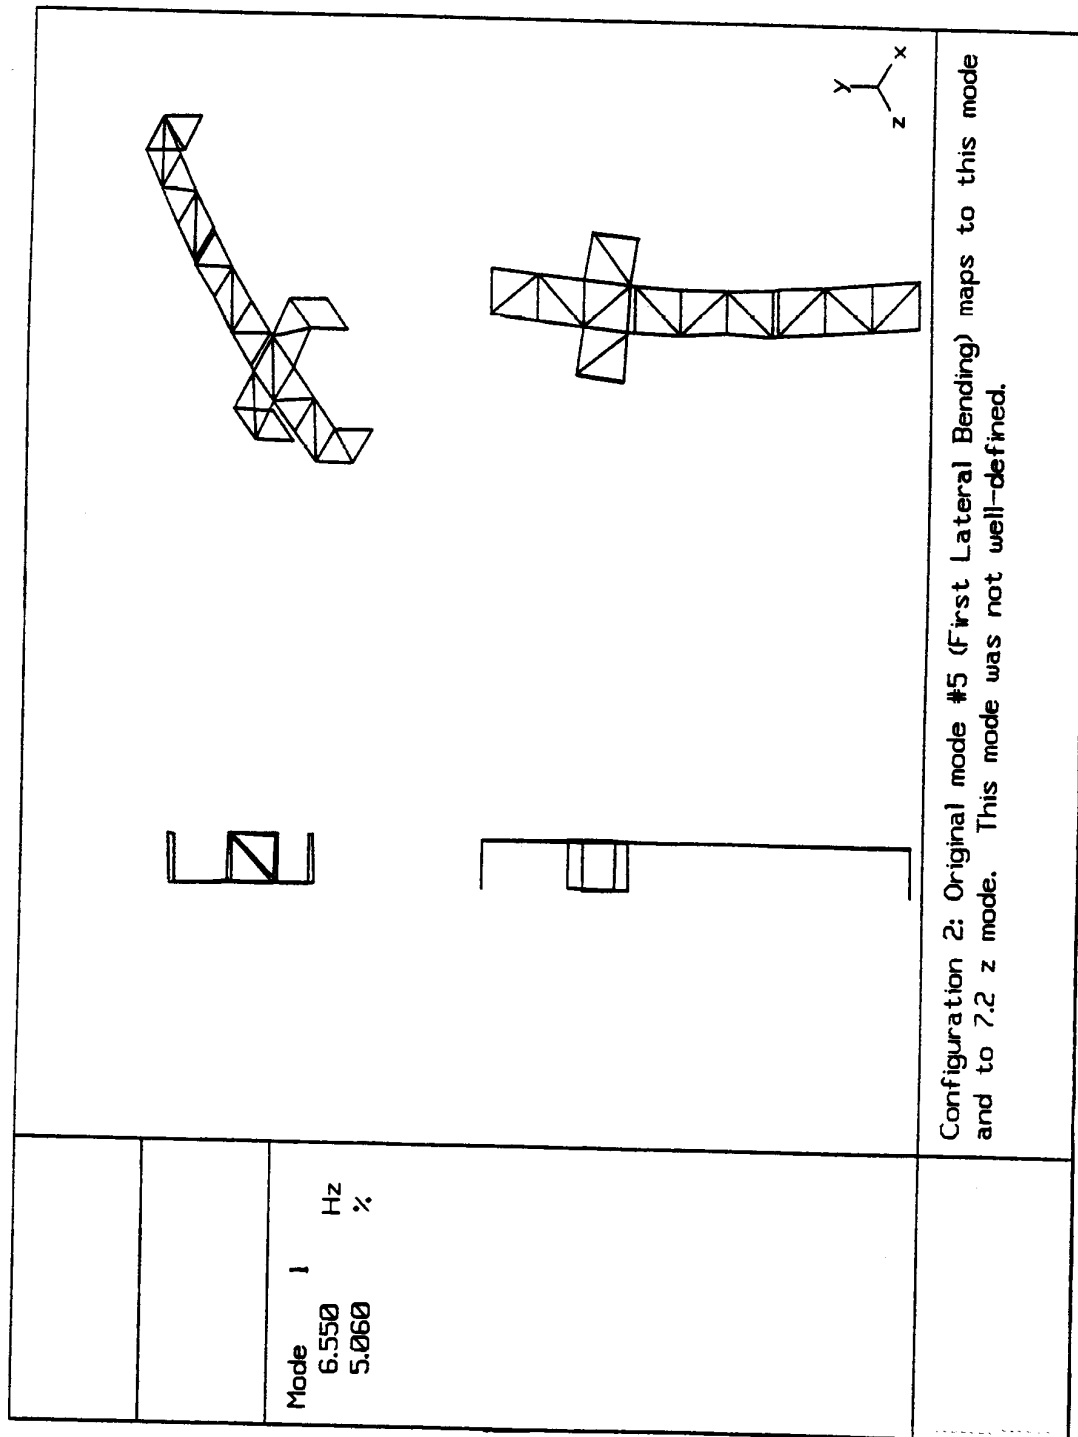 Mode 1
6.550 Hz
5.060 %
y
z x
Configuration 2: Original mode #5 (First Lateral Bending) maps to this mode
and to 7.2 z mode. This mode was not well-defined.